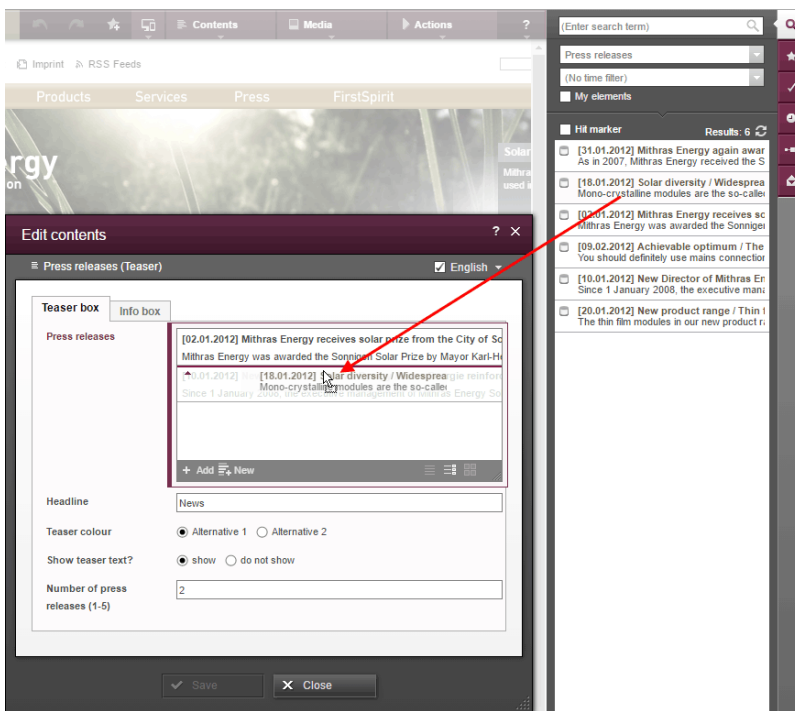 Contents
Media
Actions
?
Imprint
RSS Feeds
Products
Services
Press
FirstSpirit
rgy
on
Solar
Mithra
used i
Edit contents
?
Press releases (Teaser)
English
Teaser box
Info box
Press releases
[02.01.2012] Mithras Energy receives solar prize from the City of So
Mithras Energy was awarded the Sonnigen Solar Prize by Mayor Karl-He
[18.01.2012] Solar diversity / Widesprea
Mono-crystalline modules are the so-calle
Since 1 January 2008, the executive management of Mithras Energy So
+ Add
New
Headline
News
Teaser colour
Alternative 1
Alternative 2
Show teaser text?
show
do not show
Number of press
releases (1-5)
2
Save
Close
(Enter search term)
Press releases
(No time filter)
My elements
Hit marker
Results: 6
[31.01.2012] Mithras Energy again awar
As in 2007, Mithras Energy received the S
[18.01.2012] Solar diversity / Widesprea
Mono-crystalline modules are the so-calle
[02.01.2012] Mithras Energy receives so
Mithras Energy was awarded the Sonniger
[09.02.2012] Achievable optimum / The
You should definitely use mains connection
[10.01.2012] New Director of Mithras En
Since 1 January 2008, the executive mana
[20.01.2012] New product range / Thin f
The thin film modules in our new product ra